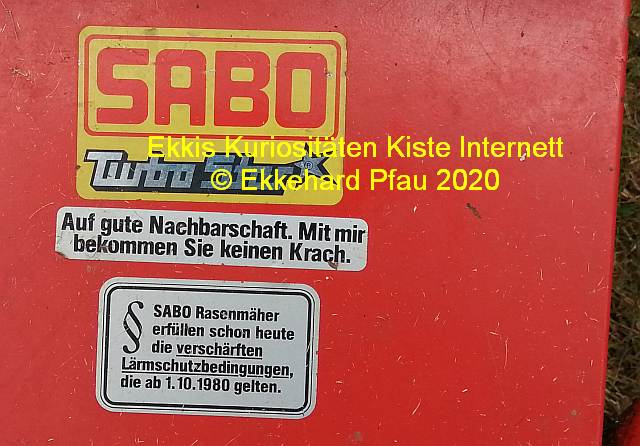 SABO
Turbo Star
Ekkis Kuriositäten Kiste Internett
© Ekkehard Pfau 2020
Auf gute Nachbarschaft. Mit mir
bekommen Sie keinen Krach.
§ SABO Rasenmäher
erfüllen schon heute
die verschärften
Lärmschutzbedingungen,
die ab 1.10.1980 gelten.